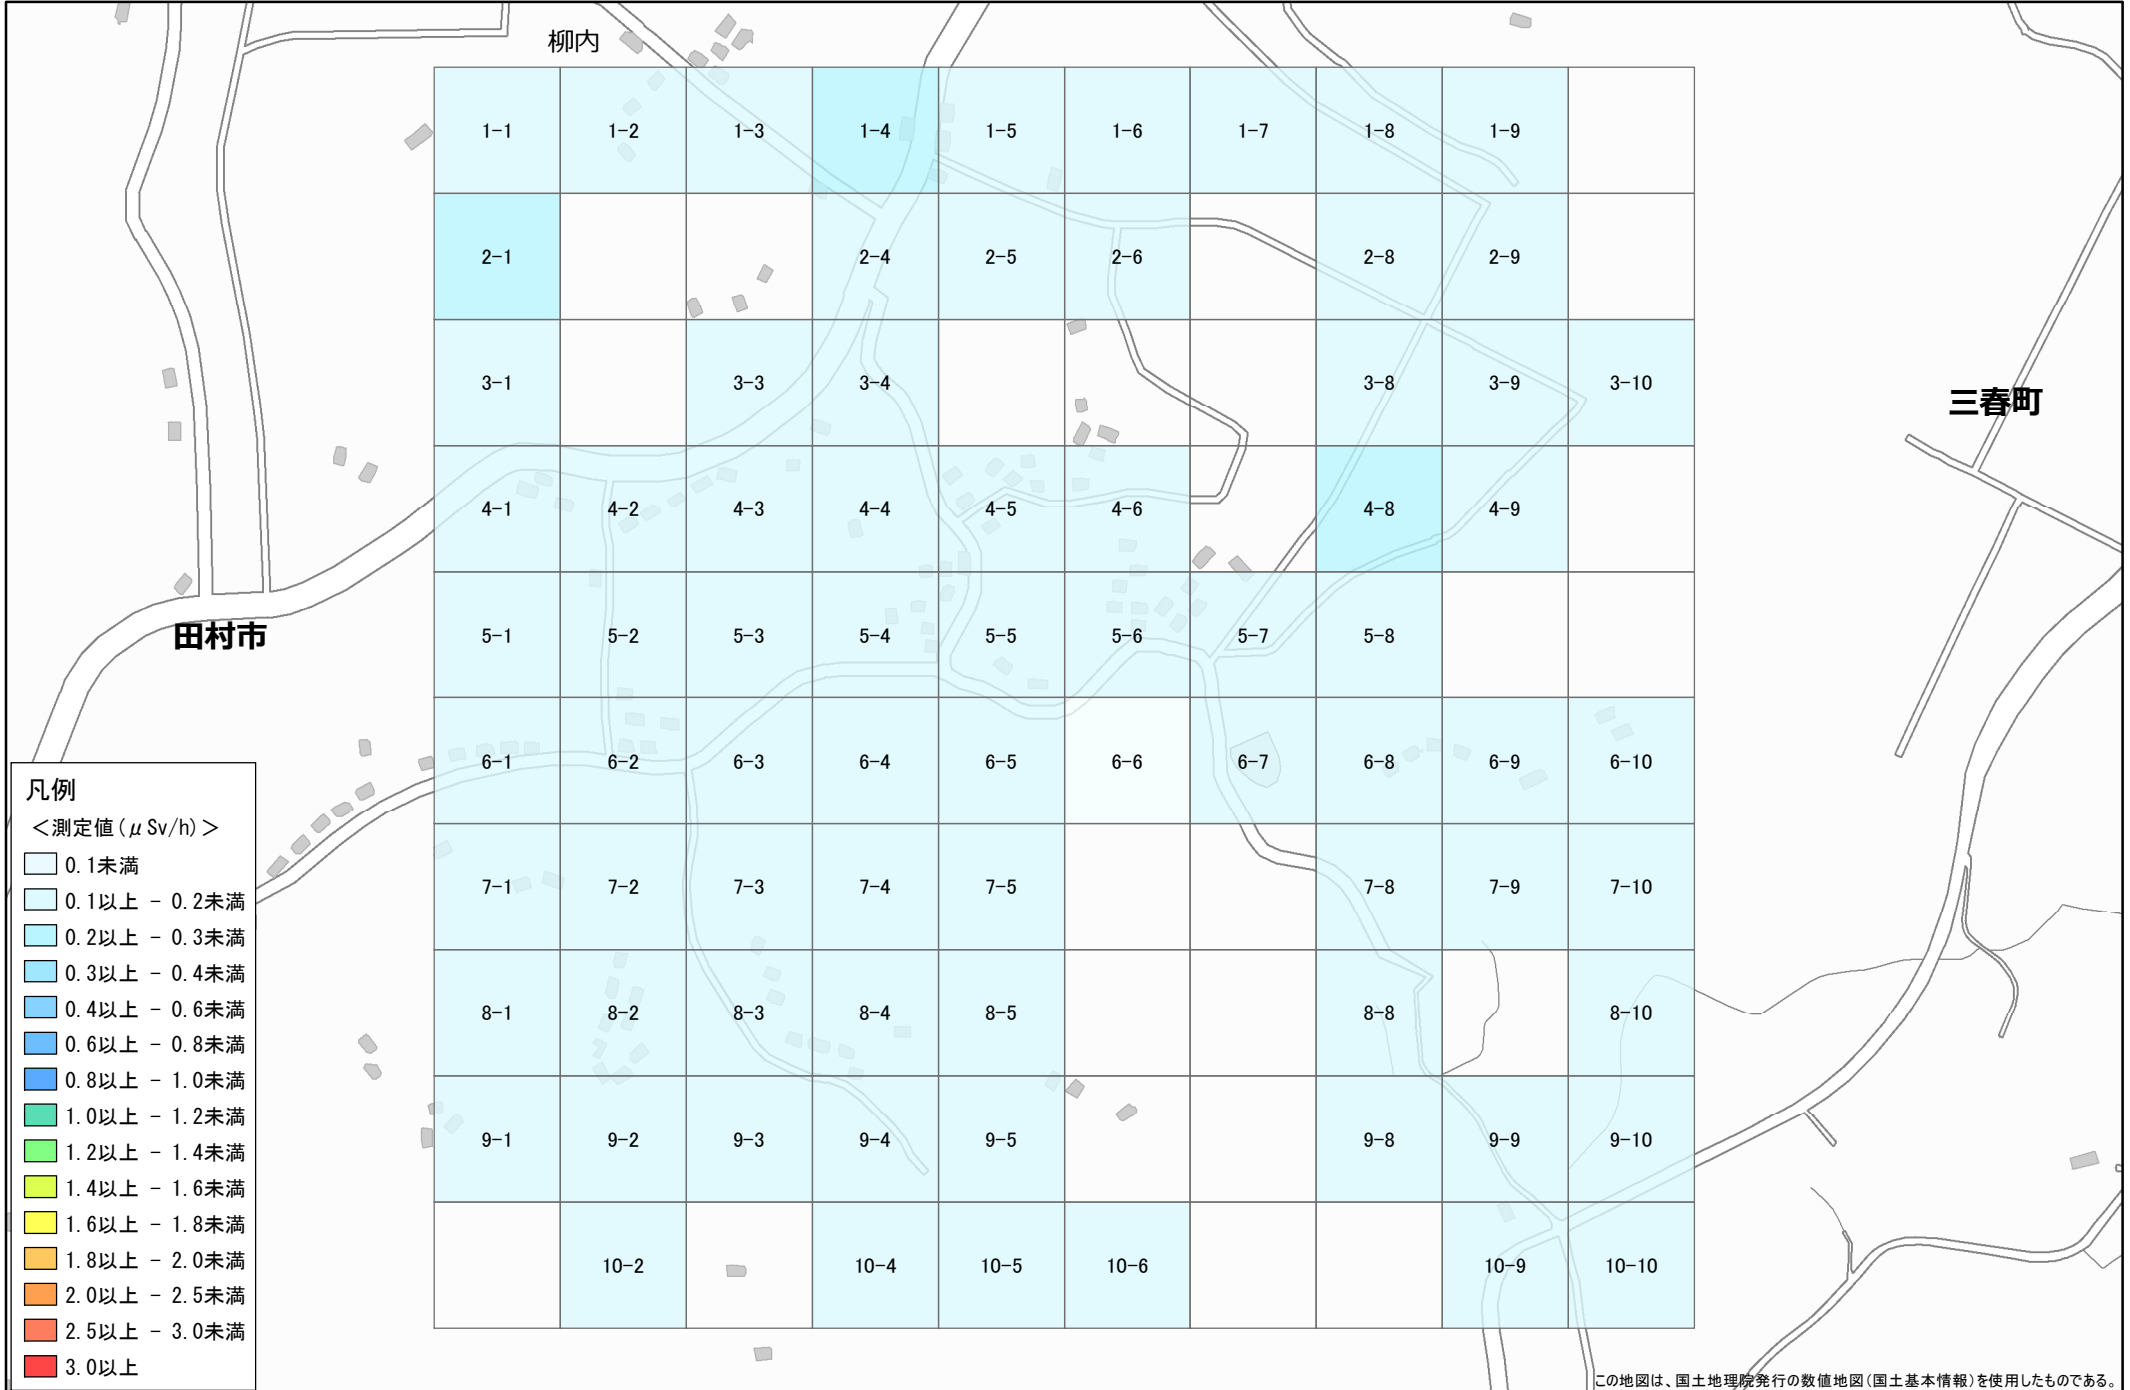 柳内
1-1 1-2 1-3 1-4 1-5 1-6 1-7 1-8 1-9
2-1 2-4 2-5 2-6 2-8 2-9
3-1 3-3 3-4 3-8 3-9 3-10
三春町
4-1 4-2 4-3 4-4 4-5 4-6 4-8 4-9
5-1 5-2 5-3 5-4 5-5 5-6 5-7 5-8
田村市
6-1 6-2 6-3 6-4 6-5 6-6 6-7 6-8 6-9 6-10
7-1 7-2 7-3 7-4 7-5 7-8 7-9 7-10
8-1 8-2 8-3 8-4 8-5 8-8 8-10
9-1 9-2 9-3 9-4 9-5 9-8 9-9 9-10
10-2 10-4 10-5 10-6 10-9 10-10
凡例
＜測定値(μSv/h)＞
0.1未満
0.1以上 - 0.2未満
0.2以上 - 0.3未満
0.3以上 - 0.4未満
0.4以上 - 0.6未満
0.6以上 - 0.8未満
0.8以上 - 1.0未満
1.0以上 - 1.2未満
1.2以上 - 1.4未満
1.4以上 - 1.6未満
1.6以上 - 1.8未満
1.8以上 - 2.0未満
2.0以上 - 2.5未満
2.5以上 - 3.0未満
3.0以上
この地図は、国土地理院発行の数値地図(国土基本情報)を使用したものである。